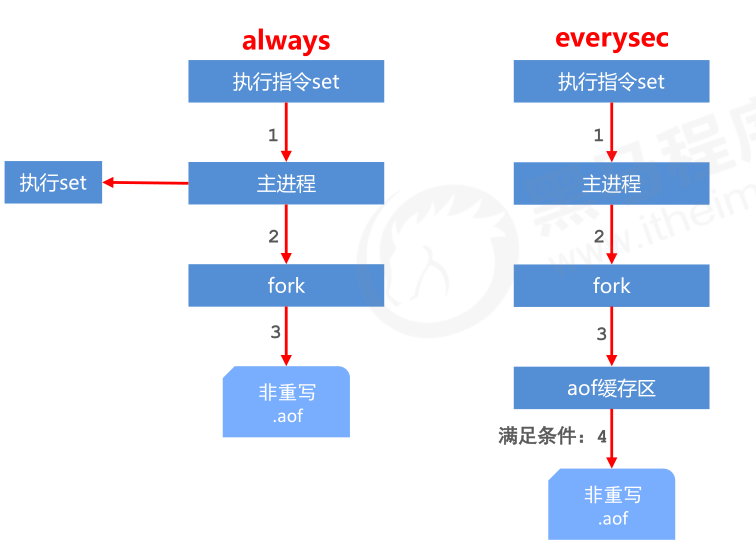 always
everysec
执行指令set
执行指令set
1
1
执行set
主进程
主进程
2
2
fork
fork
3
3
非重写
.aof
aof缓存区
满足条件：4
非重写
.aof